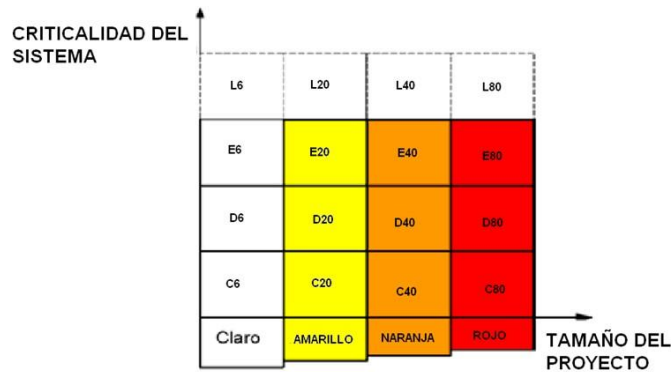 CRITICALIDAD DEL
SISTEMA
L6 L20 L40 L80
E6 E20 E40 E80
D6 D20 D40 D80
C6 C20 C40 C80
Claro AMARILLO NARANJA ROJO
TAMAÑO DEL
PROYECTO